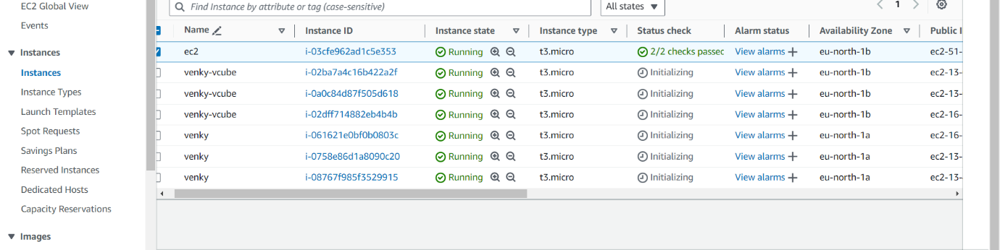 EC2 Global View
Events
Instances
Instances
Instance Types
Launch Templates
Spot Requests
Savings Plans
Reserved Instances
Dedicated Hosts
Capacity Reservations
Images
Find Instance by attribute or tag (case-sensitive) All states 1
Name Instance ID Instance state Instance type Status check Alarm status Availability Zone Public I
ec2 i-03cfe962ad1c5e353 Running t3.micro 2/2 checks passec View alarms + eu-north-1b ec2-51-
venky-vcube i-02ba7a4c16b422a2f Running t3.micro Initializing View alarms + eu-north-1b ec2-13-
venky-vcube i-0a0c84d87f505d618 Running t3.micro Initializing View alarms + eu-north-1b ec2-13-
venky-vcube i-02dff714882eb4b4b Running t3.micro Initializing View alarms + eu-north-1b ec2-16-
venky i-061621e0bf0b0803c Running t3.micro Initializing View alarms + eu-north-1a ec2-16-
venky i-0758e86d1a8090c20 Running t3.micro Initializing View alarms + eu-north-1a ec2-13-
venky i-08767f985f3529915 Running t3.micro Initializing View alarms + eu-north-1a ec2-13-